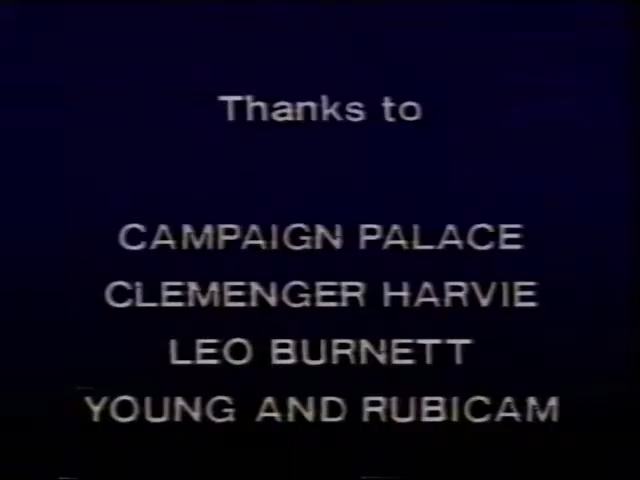 Thanks to
CAMPAIGN PALACE
CLEMENGER HARVIE
LEO BURNETT
YOUNG AND RUBICAM